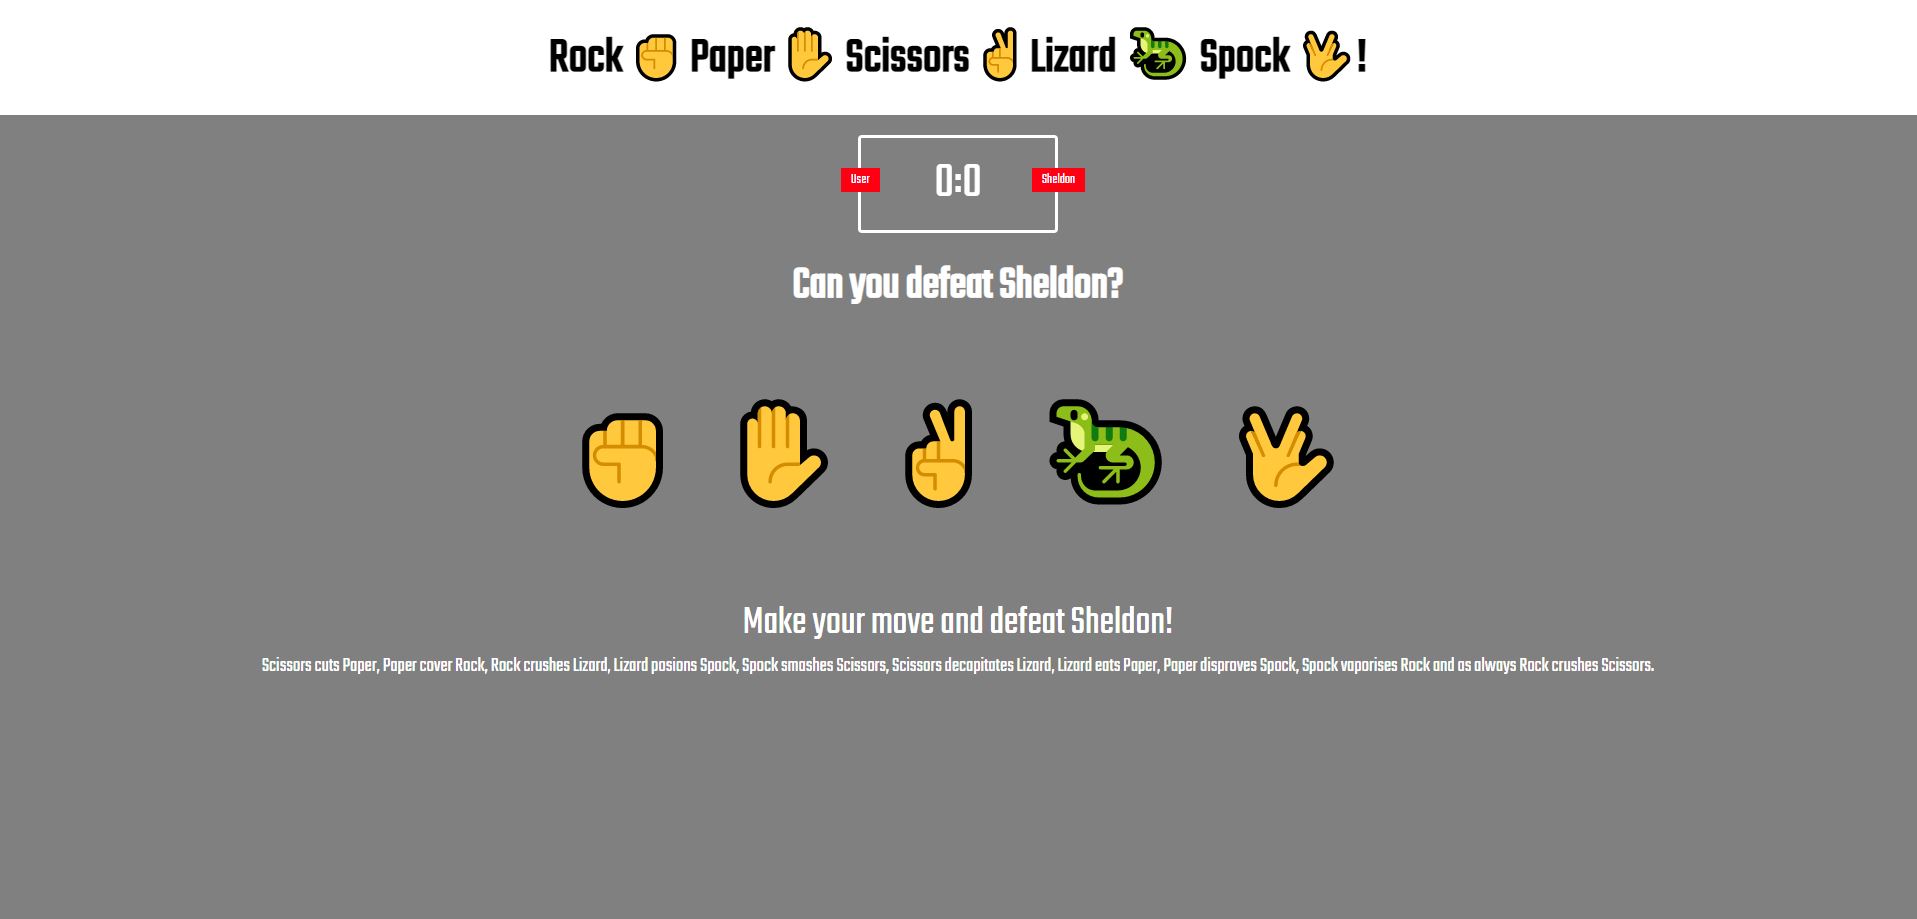 Rock ✊ Paper ✋ Scissors ✌ Lizard 🦎 Spock 🖖!
User 0:0 Sheldon
Can you defeat Sheldon?
Make your move and defeat Sheldon!
Scissors cuts Paper, Paper cover Rock, Rock crushes Lizard, Lizard posions Spock, Spock smashes Scissors, Scissors decapitates Lizard, Lizard eats Paper, Paper disproves Spock, Spock vaporises Rock and as always Rock crushes Scissors.